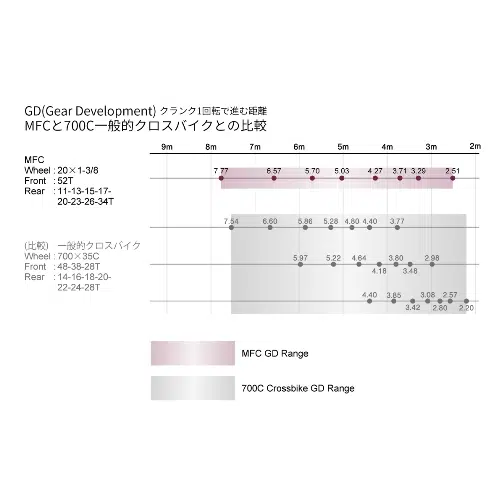 GD(Gear Development) クランク1回転で進む距離
MFCと700C一般的クロスバイクとの比較
9m 8m 7m 6m 5m 4m 3m 2m
MFC
Wheel : 20×1-3/8
Front : 52T
Rear : 11-13-15-17-
20-23-26-34T
7.77 6.57 5.70 5.03 4.27 3.71 3.29 2.51
(比較) 一般的クロスバイク
Wheel : 700×35C
Front : 48-38-28T
Rear : 14-16-18-20-
22-24-28T
7.54 6.60 5.86 5.28 4.80 4.40 3.77
5.97 5.22 4.64 4.18 3.80 3.48 2.98
4.40 3.85 3.42 3.08 2.80 2.57 2.20
MFC GD Range
700C Crossbike GD Range